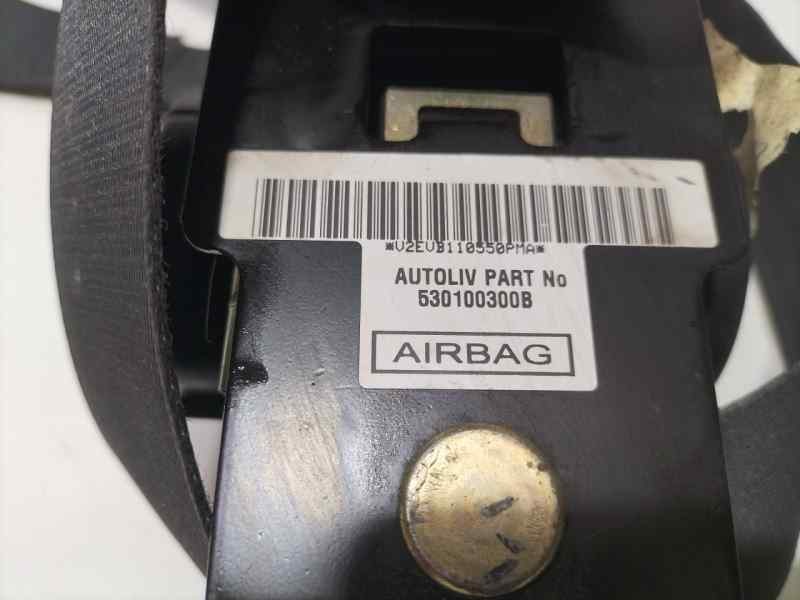 *V2EVB110550PMA*
AUTOLIV PART No
530100300B
AIRBAG